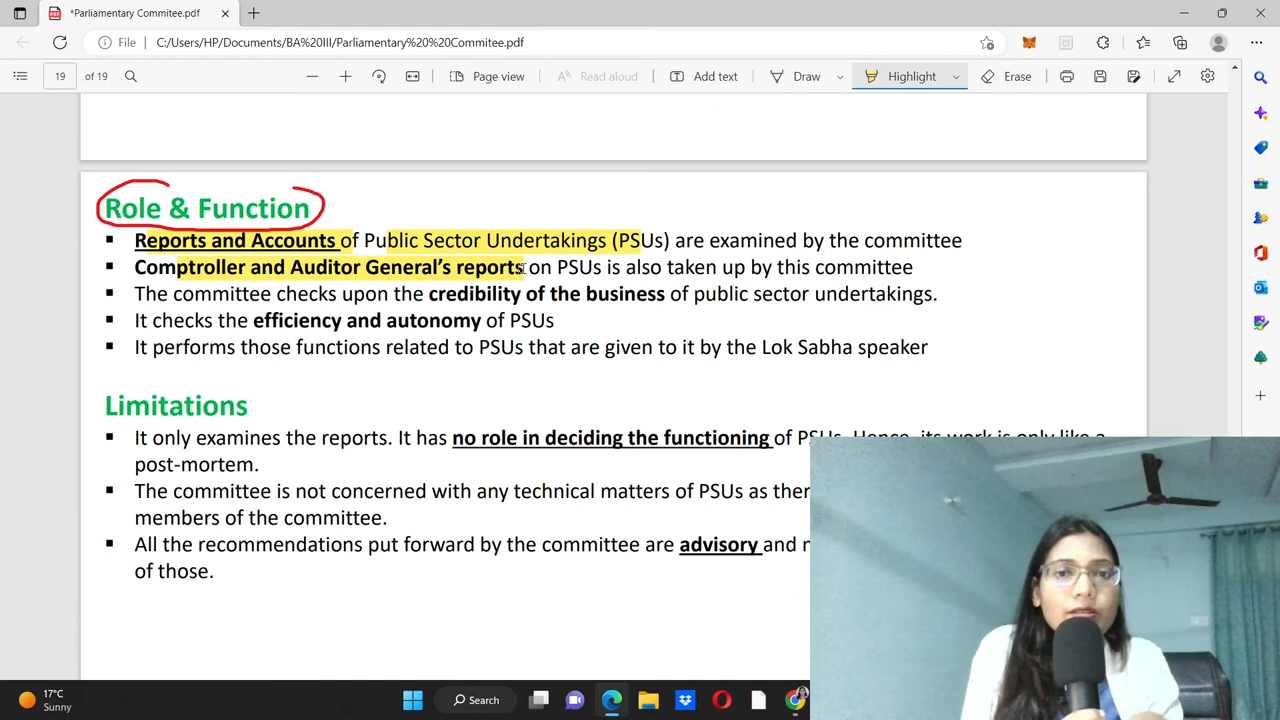 *Parliamentary Commitee.pdf
File C:/Users/HP/Documents/BA%20III/Parliamentary%20%20Commitee.pdf
19 of 19 Page view Read aloud Add text Draw Highlight Erase
Role & Function
Reports and Accounts of Public Sector Undertakings (PSUs) are examined by the committee
Comptroller and Auditor General’s reports on PSUs is also taken up by this committee
The committee checks upon the credibility of the business of public sector undertakings.
It checks the efficiency and autonomy of PSUs
It performs those functions related to PSUs that are given to it by the Lok Sabha speaker
Limitations
It only examines the reports. It has no role in deciding the functioning of PSUs. Hence, its work is only like a
post-mortem.
The committee is not concerned with any technical matters of PSUs as
members of the committee.
All the recommendations put forward by the committee are advisory and
of those.
17°C
Sunny
Search